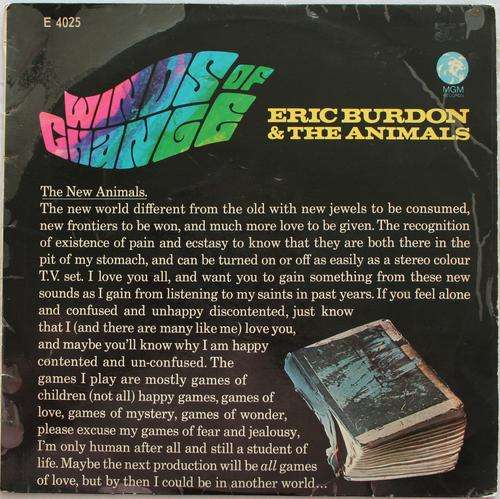 E 4025
WINDS OF
CHANGE
ERIC BURDON
& THE ANIMALS
MGM
RECORDS
The New Animals.
The new world different from the old with new jewels to be consumed,
new frontiers to be won, and much more love to be given. The recognition
of existence of pain and ecstasy to know that they are both there in the
pit of my stomach, and can be turned on or off as easily as a stereo colour
T.V. set. I love you all, and want you to gain something from these new
sounds as I gain from listening to my saints in past years. If you feel alone
and confused and unhappy discontented, just know
that I (and there are many like me) love you,
and maybe you'll know why I am happy
contented and un-confused. The
games I play are mostly games of
children (not all) happy games, games of
love, games of mystery, games of wonder,
please excuse my games of fear and jealousy,
I'm only human after all and still a student of
life. Maybe the next production will be all games
of love, but by then I could be in another world...